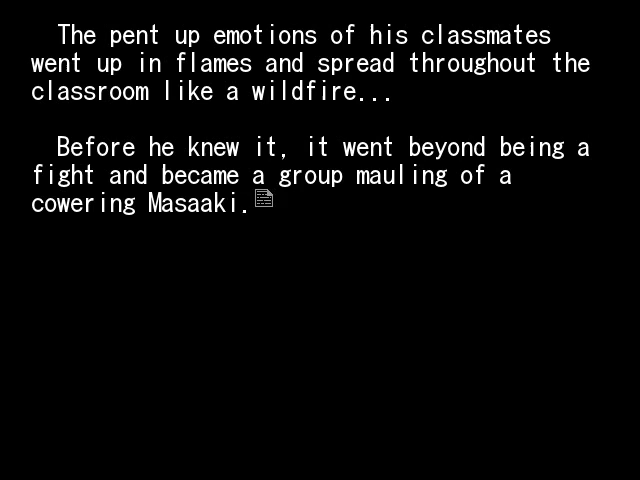 The pent up emotions of his classmates
went up in flames and spread throughout the
classroom like a wildfire...
Before he knew it, it went beyond being a
fight and became a group mauling of a
cowering Masaaki.